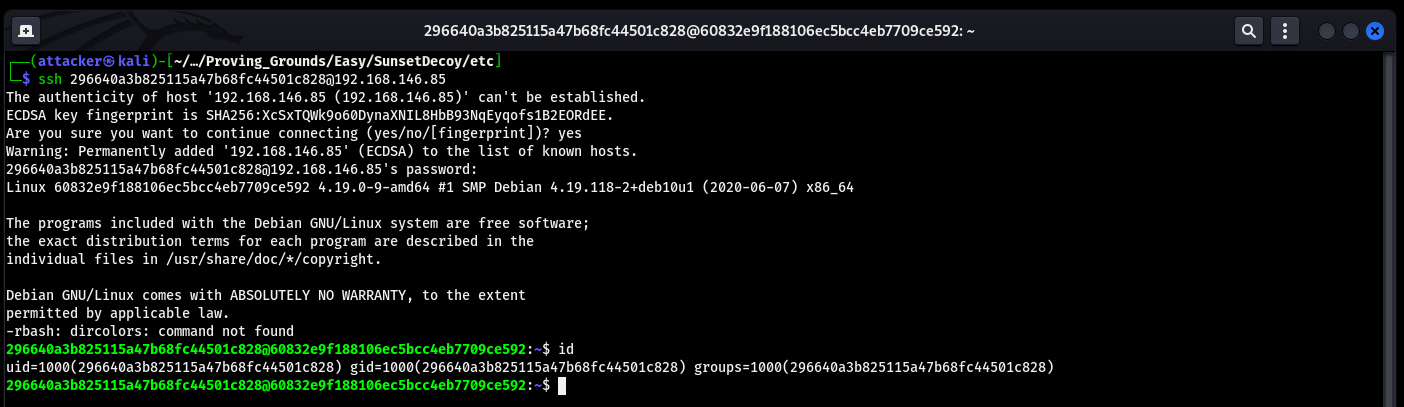 296640a3b825115a47b68fc44501c828@60832e9f188106ec5bcc4eb7709ce592: ~
┌──(attacker㉿kali)-[~/…/Proving_Grounds/Easy/SunsetDecoy/etc]
└─$ ssh 296640a3b825115a47b68fc44501c828@192.168.146.85
The authenticity of host '192.168.146.85 (192.168.146.85)' can't be established.
ECDSA key fingerprint is SHA256:XcSxTQWk9o60DynaXNIL8HbB93NqEyqofs1B2EORdEE.
Are you sure you want to continue connecting (yes/no/[fingerprint])? yes
Warning: Permanently added '192.168.146.85' (ECDSA) to the list of known hosts.
296640a3b825115a47b68fc44501c828@192.168.146.85's password:
Linux 60832e9f188106ec5bcc4eb7709ce592 4.19.0-9-amd64 #1 SMP Debian 4.19.118-2+deb10u1 (2020-06-07) x86_64
The programs included with the Debian GNU/Linux system are free software;
the exact distribution terms for each program are described in the
individual files in /usr/share/doc/*/copyright.
Debian GNU/Linux comes with ABSOLUTELY NO WARRANTY, to the extent
permitted by applicable law.
-rbash: dircolors: command not found
296640a3b825115a47b68fc44501c828@60832e9f188106ec5bcc4eb7709ce592:~$ id
uid=1000(296640a3b825115a47b68fc44501c828) gid=1000(296640a3b825115a47b68fc44501c828) groups=1000(296640a3b825115a47b68fc44501c828)
296640a3b825115a47b68fc44501c828@60832e9f188106ec5bcc4eb7709ce592:~$